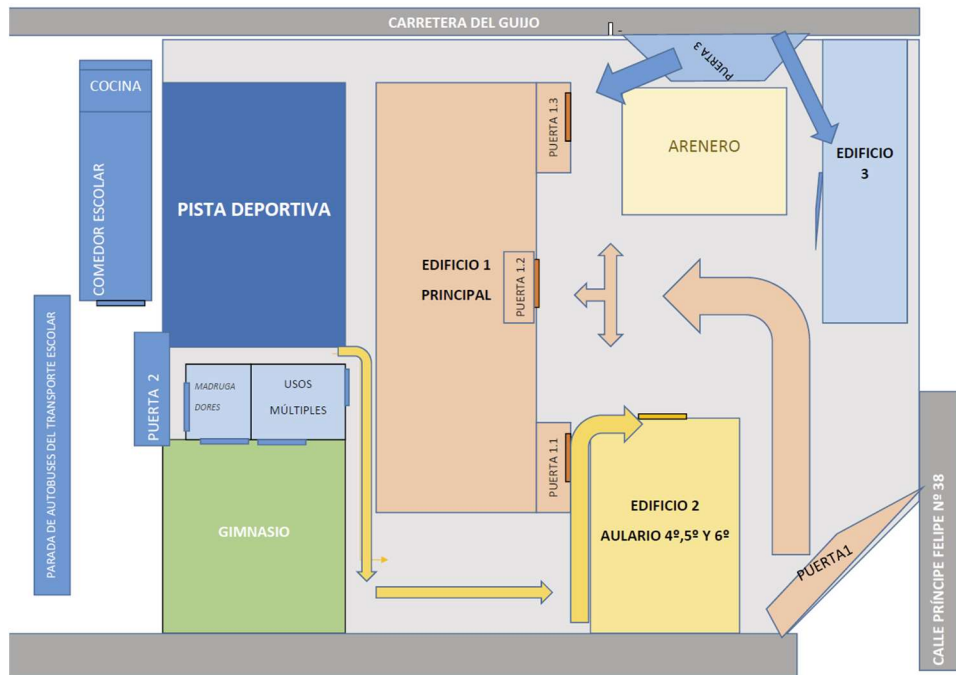 CARRETERA DEL GUIJO
COCINA
COMEDOR ESCOLAR
PISTA DEPORTIVA
PUERTA 1.3
PUERTA 3
ARENERO
EDIFICIO
3
EDIFICIO 1
PRINCIPAL
PUERTA 1.2
PARADA DE AUTOBUSES DEL TRANSPORTE ESCOLAR
PUERTA 2
MADRUGA
DORES
USOS
MÚLTIPLES
GIMNASIO
PUERTA 1.1
EDIFICIO 2
AULARIO 4º,5º Y 6º
PUERTA1
CALLE PRÍNCIPE FELIPE Nº 38